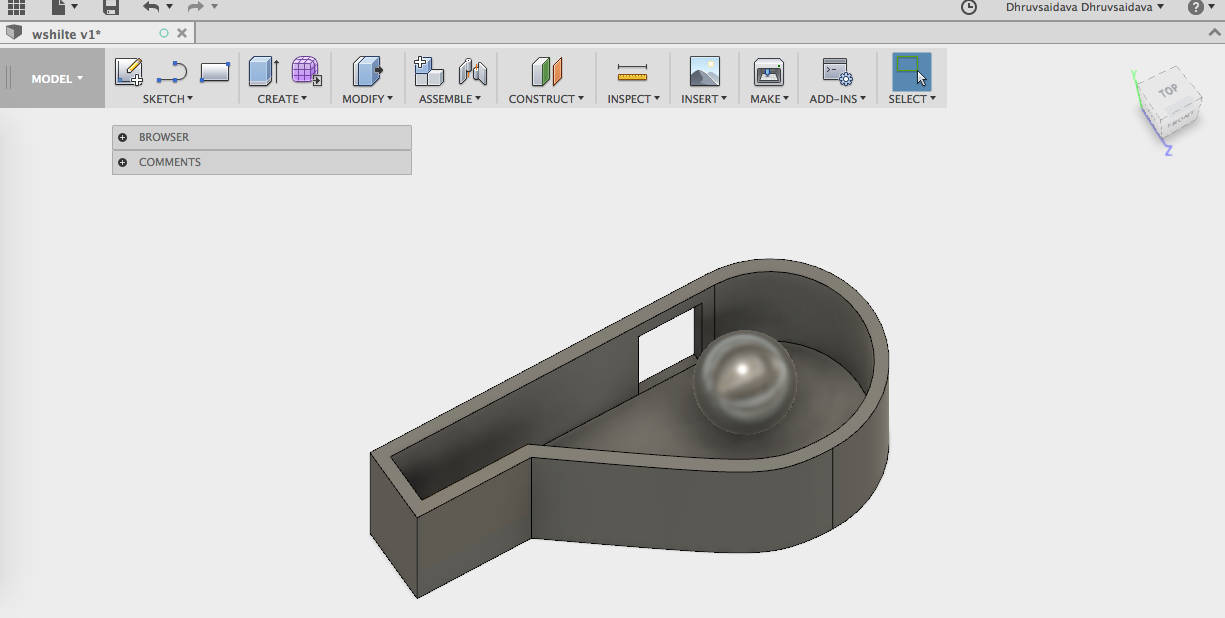 Dhruvsaidava Dhruvsaidava
?
wshilte v1*
MODEL
SKETCH
CREATE
MODIFY
ASSEMBLE
CONSTRUCT
INSPECT
INSERT
MAKE
ADD-INS
SELECT
Y
TOP
FRONT
Z
BROWSER
COMMENTS